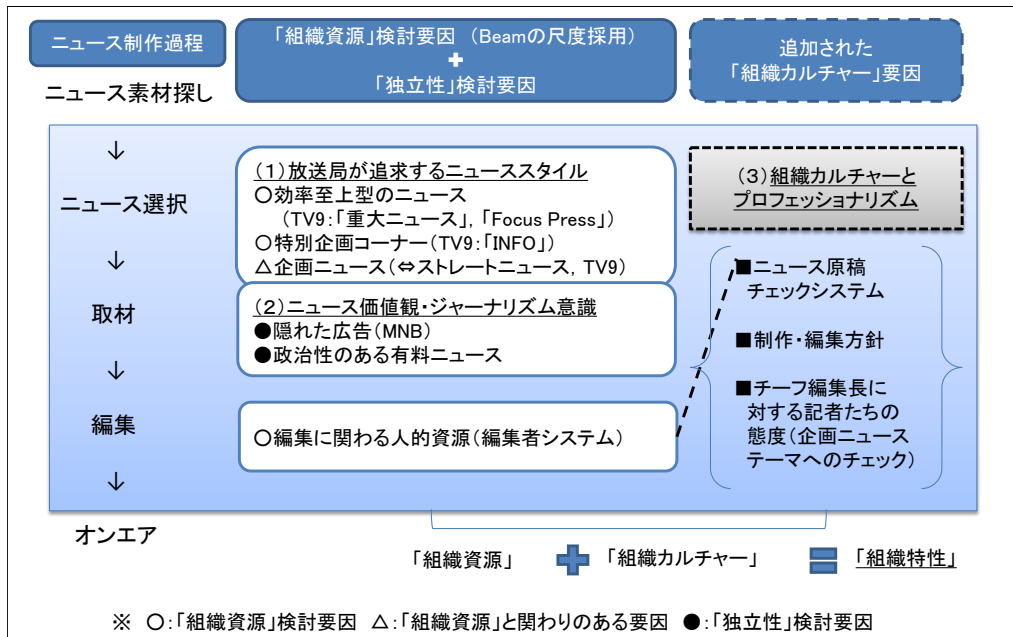 ニュース制作過程
「組織資源」検討要因 （Beamの尺度採用）
+
「独立性」検討要因
追加された
「組織カルチャー」要因
ニュース素材探し
↓
ニュース選択
↓
取材
↓
編集
↓
オンエア
（1）放送局が追求するニューススタイル
○効率至上型のニュース
（TV9：「重大ニュース」，「Focus Press」）
○特別企画コーナー（TV9：「INFO」）
△企画ニュース（⇔ストレートニュース，TV9）
（2）ニュース価値観・ジャーナリズム意識
●隠れた広告（MNB）
●政治性のある有料ニュース
○編集に関わる人的資源（編集者システム）
（3）組織カルチャーと
プロフェッショナリズム
■ニュース原稿
チェックシステム
■制作・編集方針
■チーフ編集長に
対する記者たちの
態度（企画ニュース
テーマへのチェック）
「組織資源」 + 「組織カルチャー」 = 「組織特性」
※ ○：「組織資源」検討要因 △：「組織資源」と関わりのある要因 ●：「独立性」検討要因